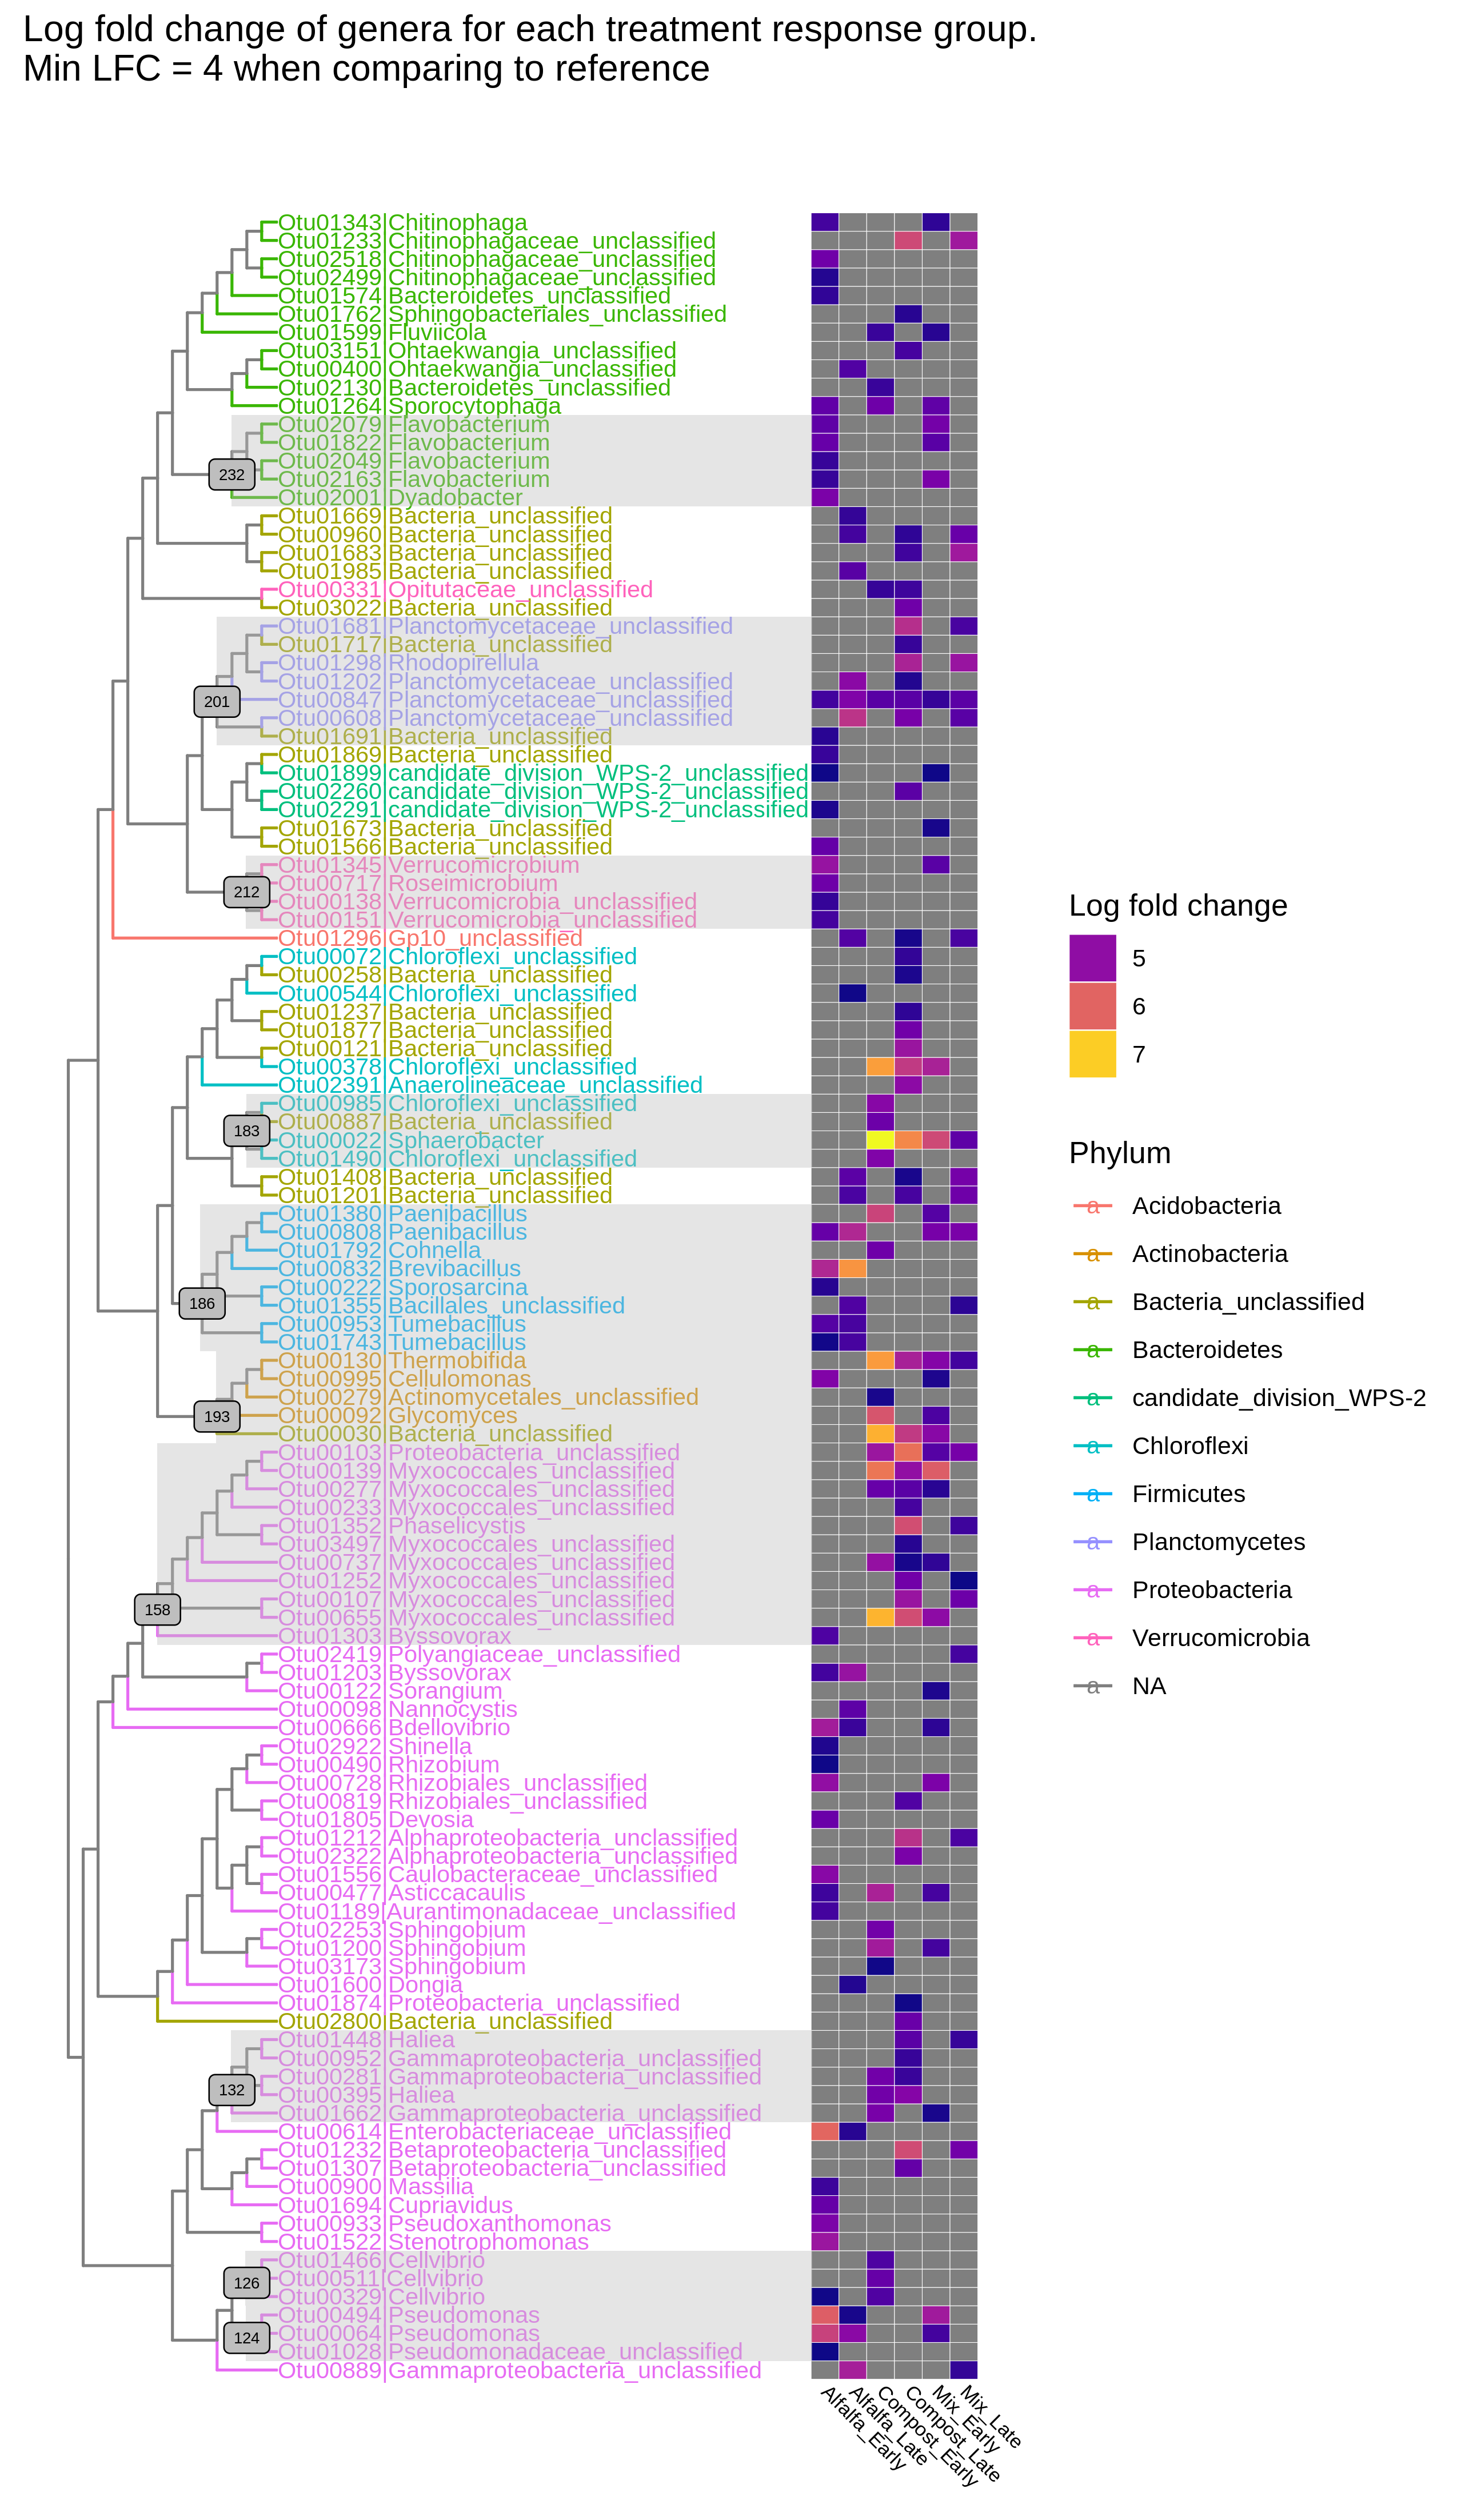 Log fold change of genera for each treatment response group.
Min LFC = 4 when comparing to reference
Otu01343|Chitinophaga
Otu01233|Chitinophagaceae_unclassified
Otu02518|Chitinophagaceae_unclassified
Otu02499|Chitinophagaceae_unclassified
Otu01574|Bacteroidetes_unclassified
Otu01762|Sphingobacteriales_unclassified
Otu01599|Fluviicola
Otu03151|Ohtaekwangia_unclassified
Otu00400|Ohtaekwangia_unclassified
Otu02130|Bacteroidetes_unclassified
Otu01264|Sporocytophaga
Otu02079|Flavobacterium
Otu01822|Flavobacterium
Otu02049|Flavobacterium
232
Otu02163|Flavobacterium
Otu02001|Dyadobacter
Otu01669|Bacteria_unclassified
Otu00960|Bacteria_unclassified
Otu01683|Bacteria_unclassified
Otu01985|Bacteria_unclassified
Otu00331|Opitutaceae_unclassified
Otu03022|Bacteria_unclassified
Otu01681|Planctomycetaceae_unclassified
Otu01717|Bacteria_unclassified
Otu01298|Rhodopirellula
Otu01202|Planctomycetaceae_unclassified
201
Otu00847|Planctomycetaceae_unclassified
Otu00608|Planctomycetaceae_unclassified
Otu01691|Bacteria_unclassified
Otu01869|Bacteria_unclassified
Otu01899|candidate_division_WPS-2_unclassified
Otu02260|candidate_division_WPS-2_unclassified
Otu02291|candidate_division_WPS-2_unclassified
Otu01673|Bacteria_unclassified
Otu01566|Bacteria_unclassified
Otu01345|Verrucomicrobium
Otu00717|Roseimicrobium
212
Otu00138|Verrucomicrobia_unclassified
Otu00151|Verrucomicrobia_unclassified
Otu01296|Gp10_unclassified
Otu00072|Chloroflexi_unclassified
Otu00258|Bacteria_unclassified
Otu00544|Chloroflexi_unclassified
Otu01237|Bacteria_unclassified
Otu01877|Bacteria_unclassified
Otu00121|Bacteria_unclassified
Otu00378|Chloroflexi_unclassified
Otu02391|Anaerolineaceae_unclassified
Otu00985|Chloroflexi_unclassified
Otu00887|Bacteria_unclassified
183
Otu00022|Sphaerobacter
Otu01490|Chloroflexi_unclassified
Otu01408|Bacteria_unclassified
Otu01201|Bacteria_unclassified
Otu01380|Paenibacillus
Otu00808|Paenibacillus
Otu01792|Cohnella
Otu00832|Brevibacillus
Otu00222|Sporosarcina
186
Otu01355|Bacillales_unclassified
Otu00953|Tumebacillus
Otu01743|Tumebacillus
Otu00130|Thermobifida
Otu00995|Cellulomonas
Otu00279|Actinomycetales_unclassified
193
Otu00092|Glycomyces
Otu00030|Bacteria_unclassified
Otu00103|Proteobacteria_unclassified
Otu00139|Myxococcales_unclassified
Otu00277|Myxococcales_unclassified
Otu00233|Myxococcales_unclassified
Otu01352|Phaselicystis
Otu03497|Myxococcales_unclassified
Otu00737|Myxococcales_unclassified
Otu01252|Myxococcales_unclassified
Otu00107|Myxococcales_unclassified
158
Otu00655|Myxococcales_unclassified
Otu01303|Byssovorax
Otu02419|Polyangiaceae_unclassified
Otu01203|Byssovorax
Otu00122|Sorangium
Otu00098|Nannocystis
Otu00666|Bdellovibrio
Otu02922|Shinella
Otu00490|Rhizobium
Otu00728|Rhizobiales_unclassified
Otu00819|Rhizobiales_unclassified
Otu01805|Devosia
Otu01212|Alphaproteobacteria_unclassified
Otu02322|Alphaproteobacteria_unclassified
Otu01556|Caulobacteraceae_unclassified
Otu00477|Asticcacaulis
Otu01189|Aurantimonadaceae_unclassified
Otu02253|Sphingobium
Otu01200|Sphingobium
Otu03173|Sphingobium
Otu01600|Dongia
Otu01874|Proteobacteria_unclassified
Otu02800|Bacteria_unclassified
Otu01448|Haliea
Otu00952|Gammaproteobacteria_unclassified
Otu00281|Gammaproteobacteria_unclassified
132
Otu00395|Haliea
Otu01662|Gammaproteobacteria_unclassified
Otu00614|Enterobacteriaceae_unclassified
Otu01232|Betaproteobacteria_unclassified
Otu01307|Betaproteobacteria_unclassified
Otu00900|Massilia
Otu01694|Cupriavidus
Otu00933|Pseudoxanthomonas
Otu01522|Stenotrophomonas
Otu01466|Cellvibrio
Otu00511|Cellvibrio
126
Otu00329|Cellvibrio
Otu00494|Pseudomonas
Otu00064|Pseudomonas
124
Otu01028|Pseudomonadaceae_unclassified
Otu00889|Gammaproteobacteria_unclassified
Alfalfa_Early
Alfalfa_Late
Compost_Early
Compost_Late
Mix_Early
Mix_Late
Log fold change
5
6
7
Phylum
a Acidobacteria
a Actinobacteria
a Bacteria_unclassified
a Bacteroidetes
a candidate_division_WPS-2
a Chloroflexi
a Firmicutes
a Planctomycetes
a Proteobacteria
a Verrucomicrobia
a NA